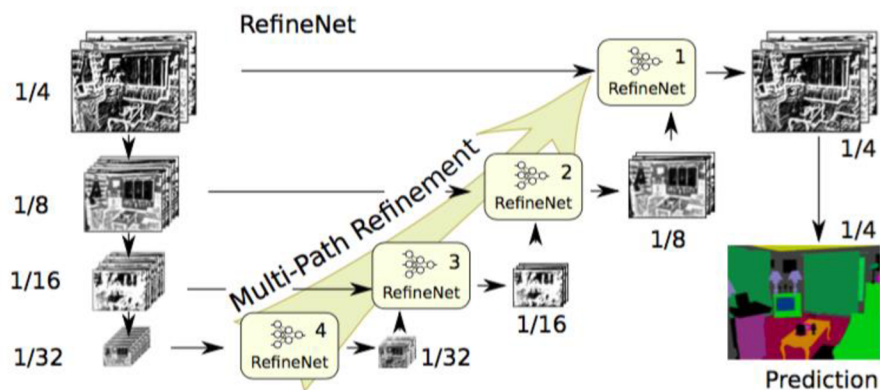 RefineNet
1/4
1
RefineNet
1/4
1/8
2
RefineNet
1/8
Multi-Path Refinement
1/4
1/16
3
RefineNet
1/16
1/32
4
RefineNet
1/32
Prediction